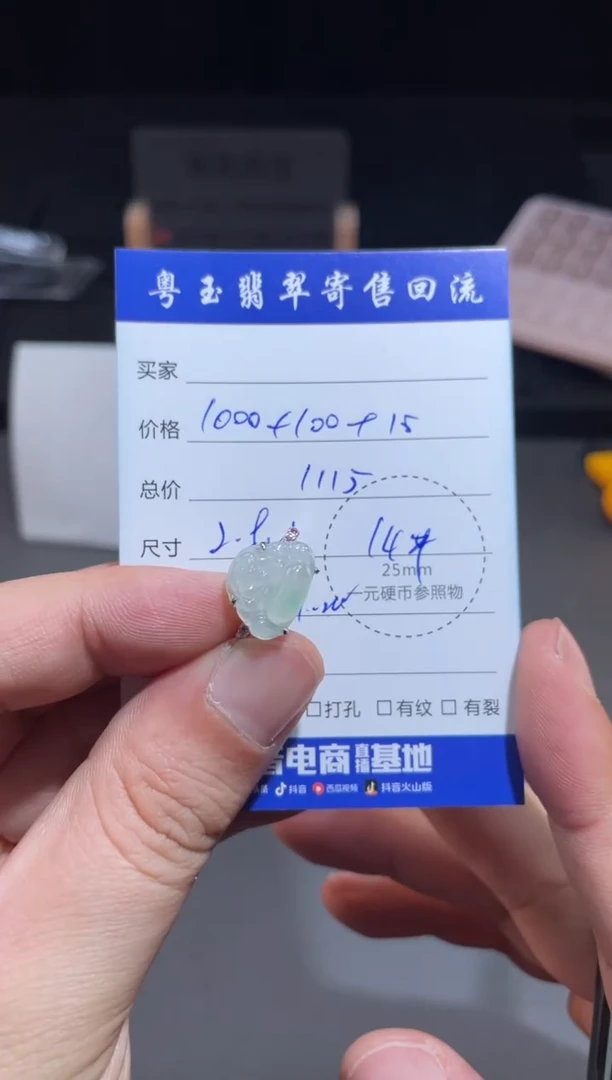 粤玉翡翠寄售回流
买家
价格 1000+100+15
总价 1115
尺寸
14#
25mm
一元硬币参照物
□打孔 □有纹 □有裂
电商直播基地
抖音 西瓜视频 抖音火山版